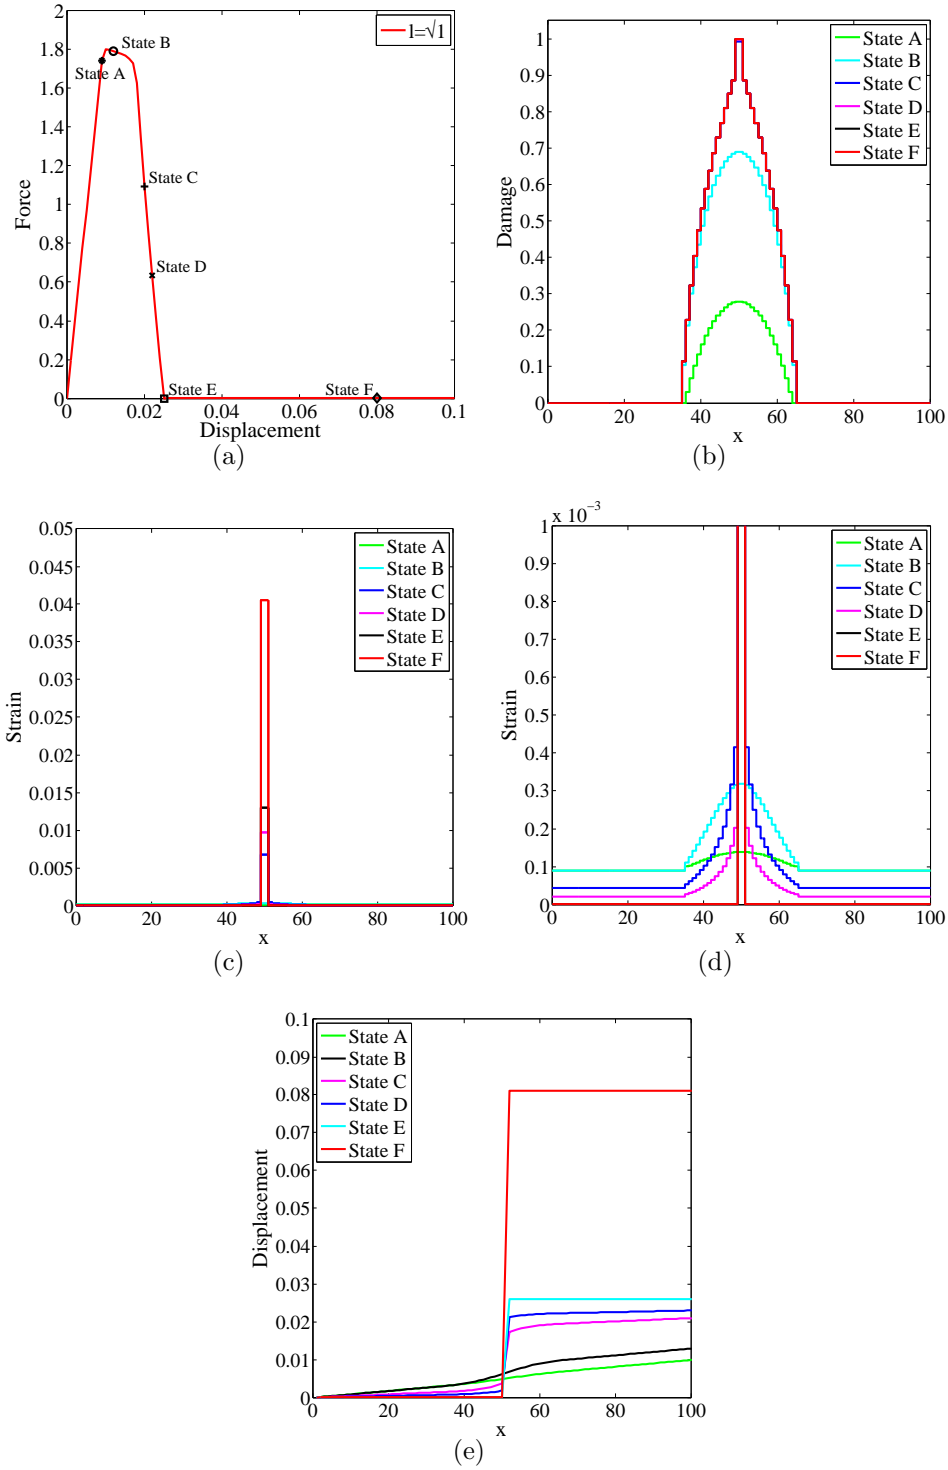 l=√1
State B
State A
State C
State D
State E
State F
1.8
1.6
1.4
1.2
1
0.8
0.6
0.4
0.2
0
0 0.02 0.04 0.06 0.08 0.1
Force
Displacement
(a)
State A
State B
State C
State D
State E
State F
1
0.9
0.8
0.7
0.6
0.5
0.4
0.3
0.2
0.1
0
0 20 40 60 80 100
Damage
x
(b)
State A
State B
State C
State D
State E
State F
0.05
0.045
0.04
0.035
0.03
0.025
0.02
0.015
0.01
0.005
0
0 20 40 60 80 100
Strain
x
(c)
x 10−3
State A
State B
State C
State D
State E
State F
1
0.9
0.8
0.7
0.6
0.5
0.4
0.3
0.2
0.1
0
0 20 40 60 80 100
Strain
x
(d)
State A
State B
State C
State D
State E
State F
0.1
0.09
0.08
0.07
0.06
0.05
0.04
0.03
0.02
0.01
0
0 20 40 60 80 100
Displacement
x
(e)